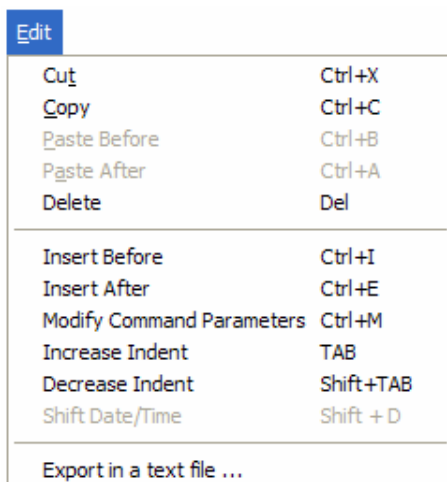 Edit
Cut Ctrl+X
Copy Ctrl+C
Paste Before Ctrl+B
Paste After Ctrl+A
Delete Del
Insert Before Ctrl+I
Insert After Ctrl+E
Modify Command Parameters Ctrl+M
Increase Indent TAB
Decrease Indent Shift+TAB
Shift Date/Time Shift + D
Export in a text file ...